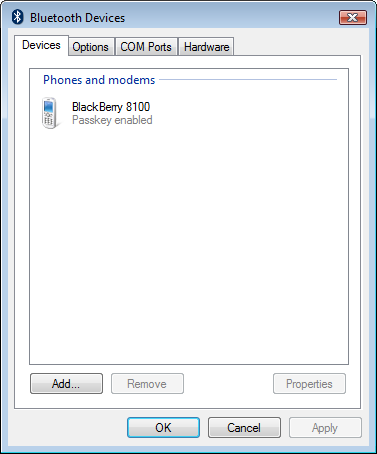 Bluetooth Devices
Devices Options COM Ports Hardware
Phones and modems
BlackBerry 8100
Passkey enabled
Add... Remove Properties
OK Cancel Apply